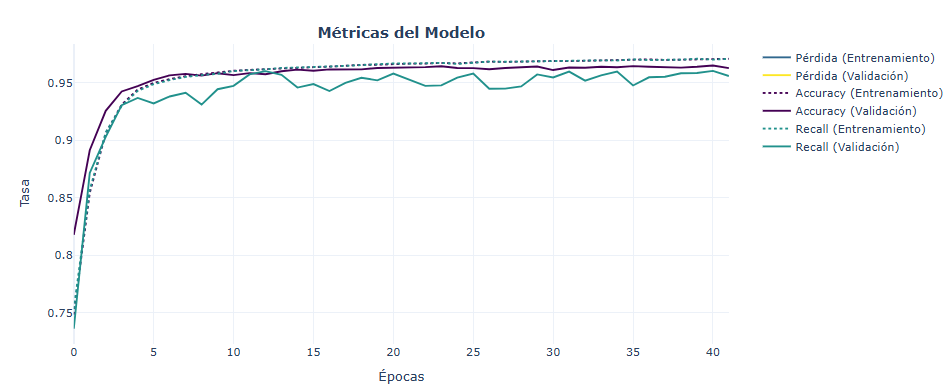 Métricas del Modelo
Tasa
0.95
0.9
0.85
0.8
0.75
0
5
10
15
20
25
30
35
40
Épocas
Pérdida (Entrenamiento)
Pérdida (Validación)
Accuracy (Entrenamiento)
Accuracy (Validación)
Recall (Entrenamiento)
Recall (Validación)